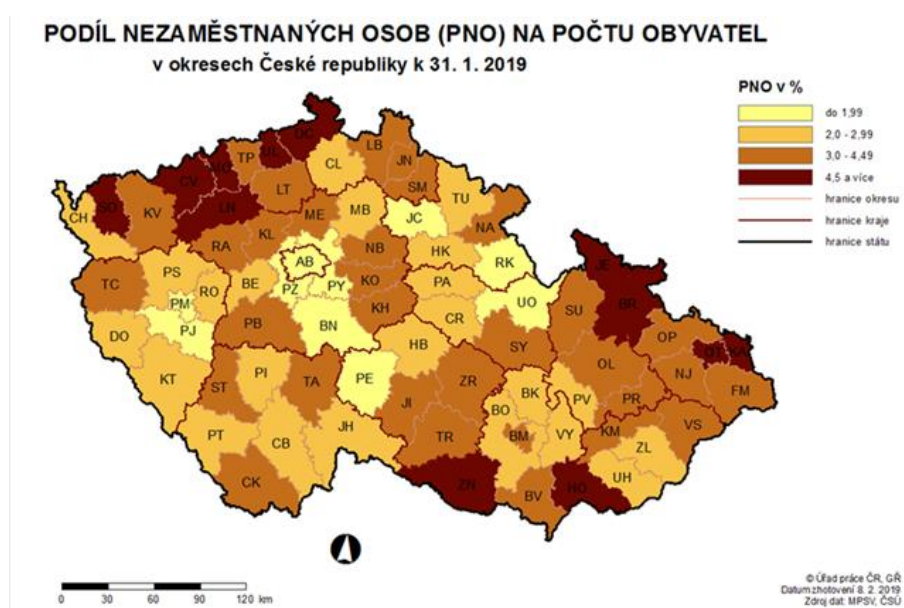 PODÍL NEZAMĚSTNANÝCH OSOB (PNO) NA POČTU OBYVATEL
v okresech České republiky k 31. 1. 2019
PNO v %
do 1,99
2,0 - 2,99
3,0 - 4,49
4,5 a více
hranice okresu
hranice kraje
hranice státu
DC
LB
UL
TP
JN
MO
CL
SM
CV
LT
TU
SO
LN
ME
MB
JC
NA
CH
KV
KL
RA
NB
HK
RK
AB
JE
TC
PS
RO
BE
PZ
PY
KO
PA
UO
BR
PM
KH
SU
PJ
PB
BN
CR
OP
DO
HB
SY
OT
KA
OL
NJ
KT
ST
PI
TA
PE
ZR
FM
JI
BK
PV
PR
BO
VS
PT
CB
JH
TR
BM
VY
KM
ZL
CK
ZN
BV
HO
UH
0 30 60 90 120 km
© Úřad práce ČR, GŘ
Datum zhotovení 8. 2. 2019
Zdroj dat: MPSV, ČSÚ